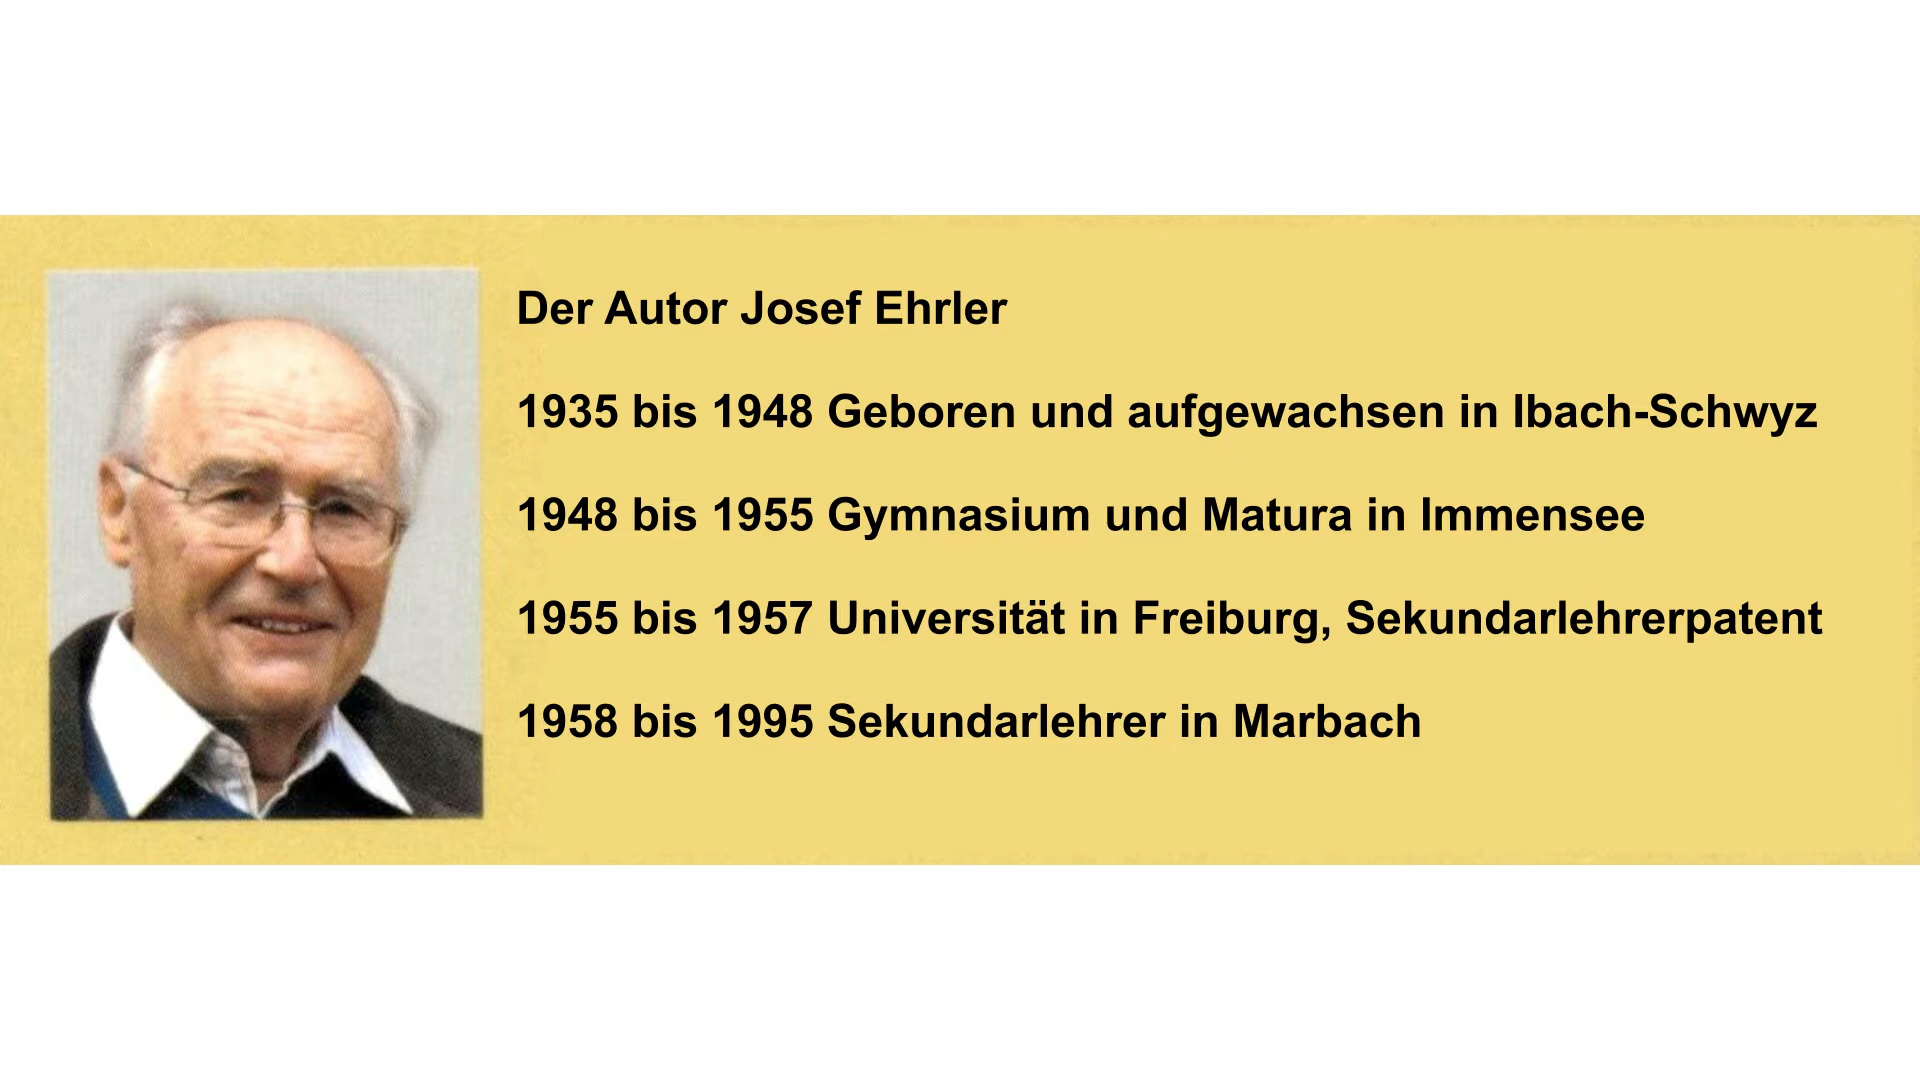 Der Autor Josef Ehrler
1935 bis 1948 Geboren und aufgewachsen in Ibach-Schwyz
1948 bis 1955 Gymnasium und Matura in Immensee
1955 bis 1957 Universität in Freiburg, Sekundarlehrerpatent
1958 bis 1995 Sekundarlehrer in Marbach